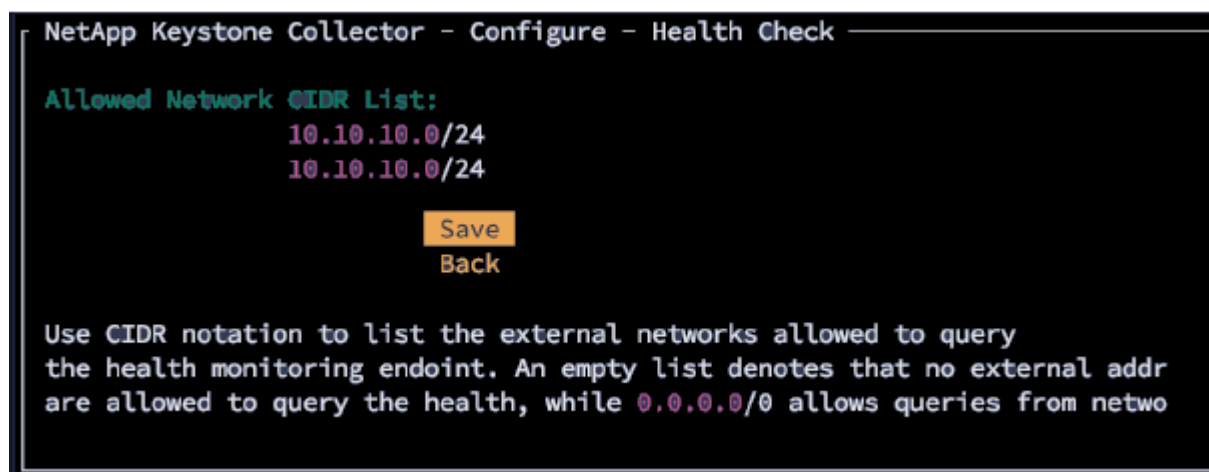 NetApp Keystone Collector - Configure - Health Check
Allowed Network CIDR List:
10.10.10.0/24
10.10.10.0/24
Save
Back
Use CIDR notation to list the external networks allowed to query
the health monitoring endoint. An empty list denotes that no external addr
are allowed to query the health, while 0.0.0.0/0 allows queries from netwo